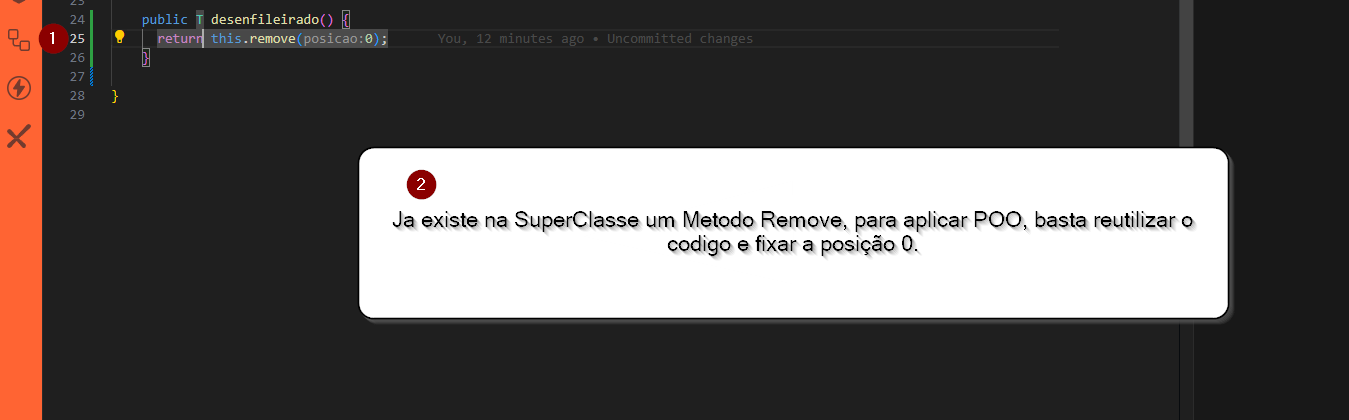 23
24 public T desenfileirado() {
1 25 return this.remove(posicao:0); You, 12 minutes ago • Uncommitted changes
26 }
27
28 }
29
2
Ja existe na SuperClasse um Metodo Remove, para aplicar POO, basta reutilizar o
codigo e fixar a posição 0.